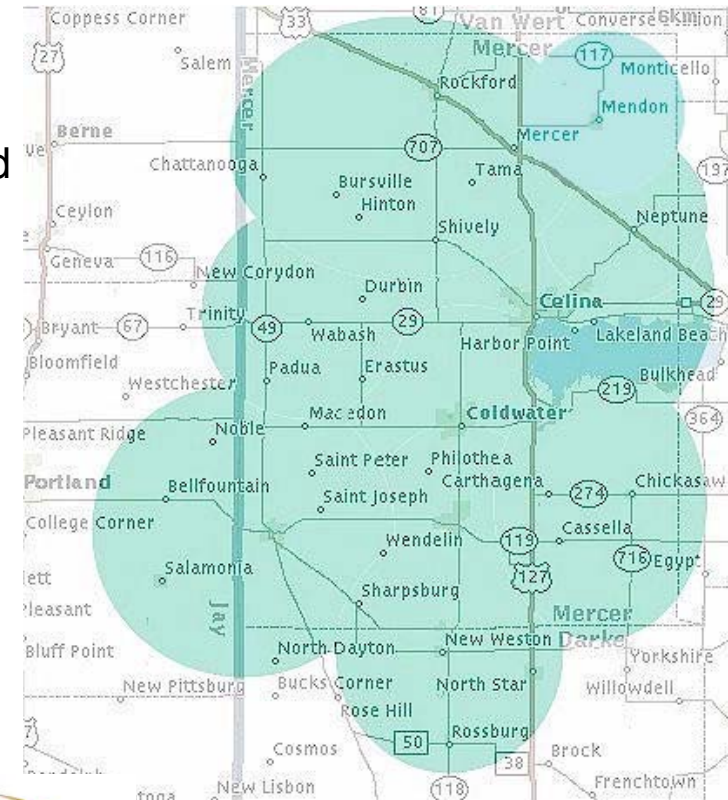 Coppess Corner
33
81
Van Wert
Converse
6km
27
Salem
Mercer
117
Monticello
Mercer
Rockford
Mendon
Berne
Mercer
707
Chattanooga
Tama
197
Bursville
Hinton
Ceylon
Neptune
Shively
Geneva
116
New Corydon
Durbin
Celina
29
Trinity
Bryant
67
49
29
Wabash
Harbor Point
Lakeland Beach
Bloomfield
Padua
Erastus
Bulkhead
Westchester
219
Macedon
Coldwater
364
Pleasant Ridge
Noble
Saint Peter
Philothea
Portland
Bellfountain
Carthagena
274
Chickasaw
Saint Joseph
College Corner
Cassella
Wendelin
119
716
Egypt
ett
Salamonia
127
Sharpsburg
Pleasant
Jay
Mercer
Bluff Point
North Dayton
New Weston
Darke
Yorkshire
New Pittsburg
Bucks Corner
North Star
Willowdell
Rose Hill
50
Rossburg
Cosmos
38
Brock
New Lisbon
118
Frenchtown